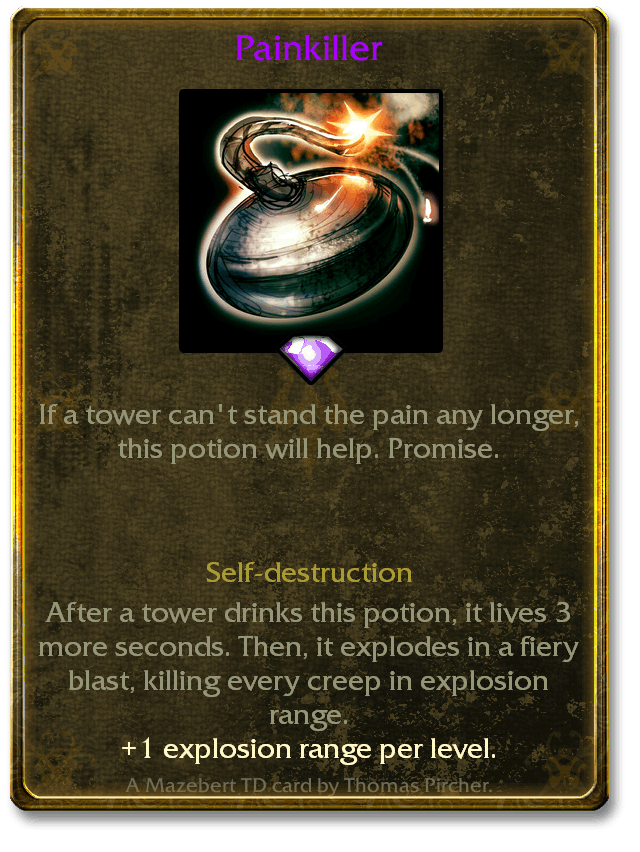 Painkiller
If a tower can't stand the pain any longer,
this potion will help. Promise.
Self-destruction
After a tower drinks this potion, it lives 3
more seconds. Then, it explodes in a fiery
blast, killing every creep in explosion
range.
+1 explosion range per level.
A Mazebert TD card by Thomas Pircher.